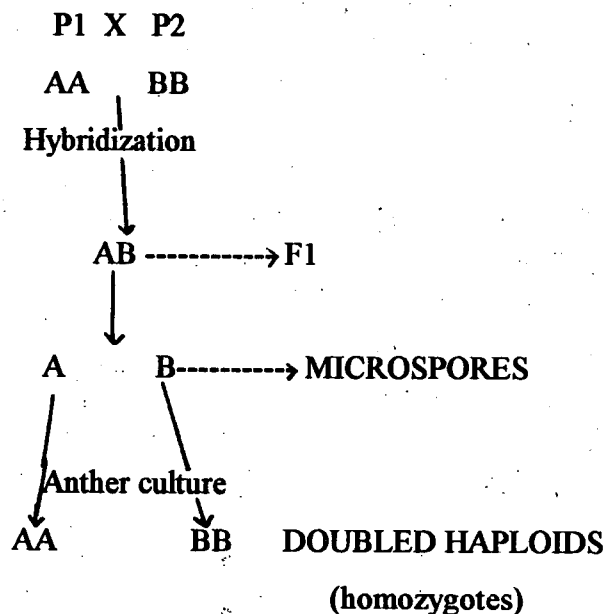 P1 X P2
AA BB
Hybridization
AB F1
A B MICROSPORES
Anther culture
AA BB DOUBLED HAPLOIDS
(homozygotes)